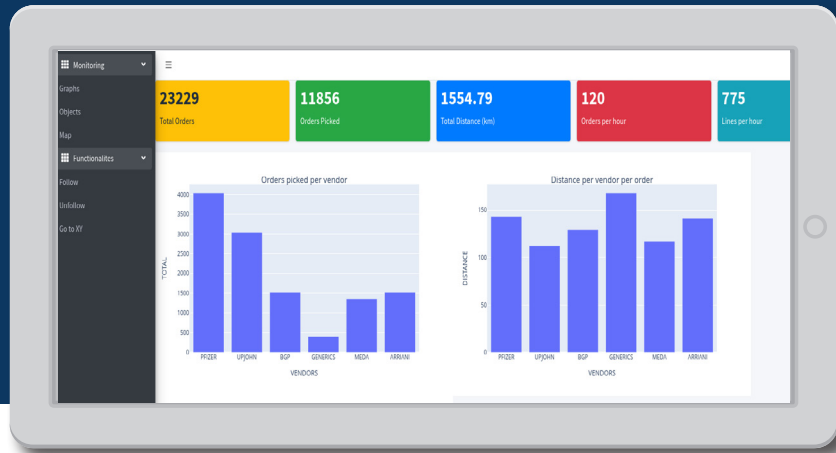 Monitoring
Graphs
Objects
Map
Functionalites
Follow
Unfollow
Go to XY
23229
Total Orders
11856
Orders Picked
1554.79
Total Distance (km)
120
Orders per hour
775
Lines per hour
Orders picked per vendor
TOTAL
4000
3500
3000
2500
2000
1500
1000
500
0
PFIZER UPJOHN BGP GENERICS MEDA ARRIANI
VENDORS
Distance per vendor per order
DISTANCE
150
100
50
0
PFIZER UPJOHN BGP GENERICS MEDA ARRIANI
VENDORS